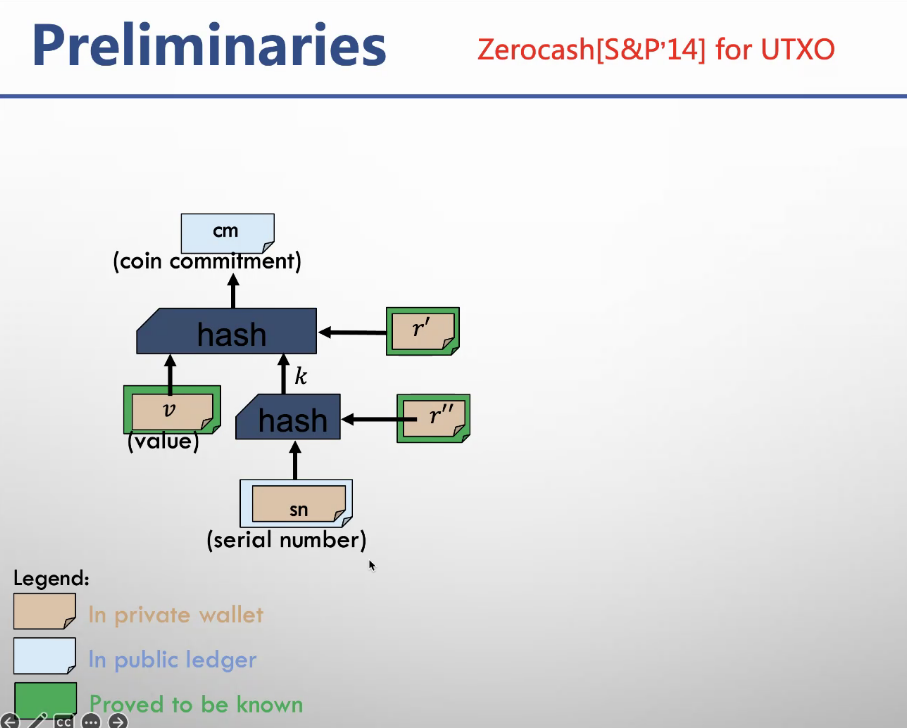 Preliminaries
Zerocash[S&P'14] for UTXO
cm
(coin commitment)
hash
r′
k
v
hash
r′′
(value)
sn
(serial number)
Legend:
In private wallet
In public ledger
Proved to be known
CC